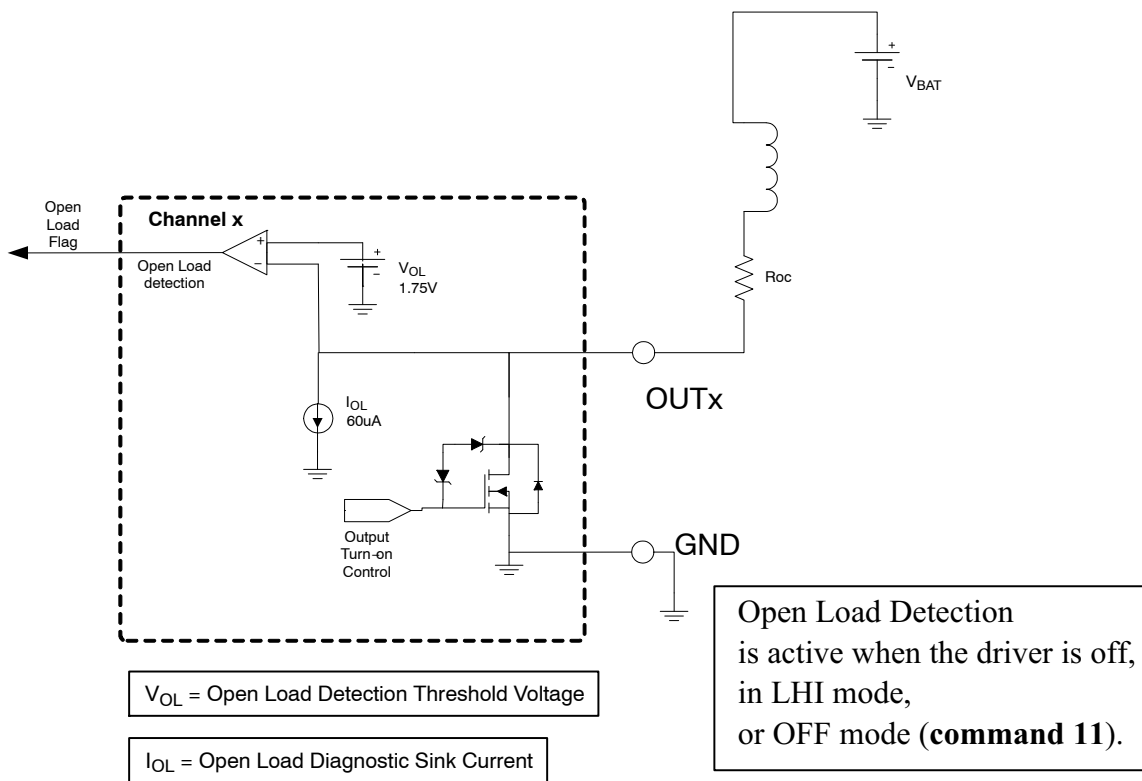 +
-
VBAT
Open
Load
Flag
Channel x
+
-
Open Load
detection
+
-
VOL
1.75V
Roc
OUTx
IOL
60uA
Output
Turn-on
Control
GND
Open Load Detection
is active when the driver is off,
in LHI mode,
or OFF mode (command 11).
VOL = Open Load Detection Threshold Voltage
IOL = Open Load Diagnostic Sink Current